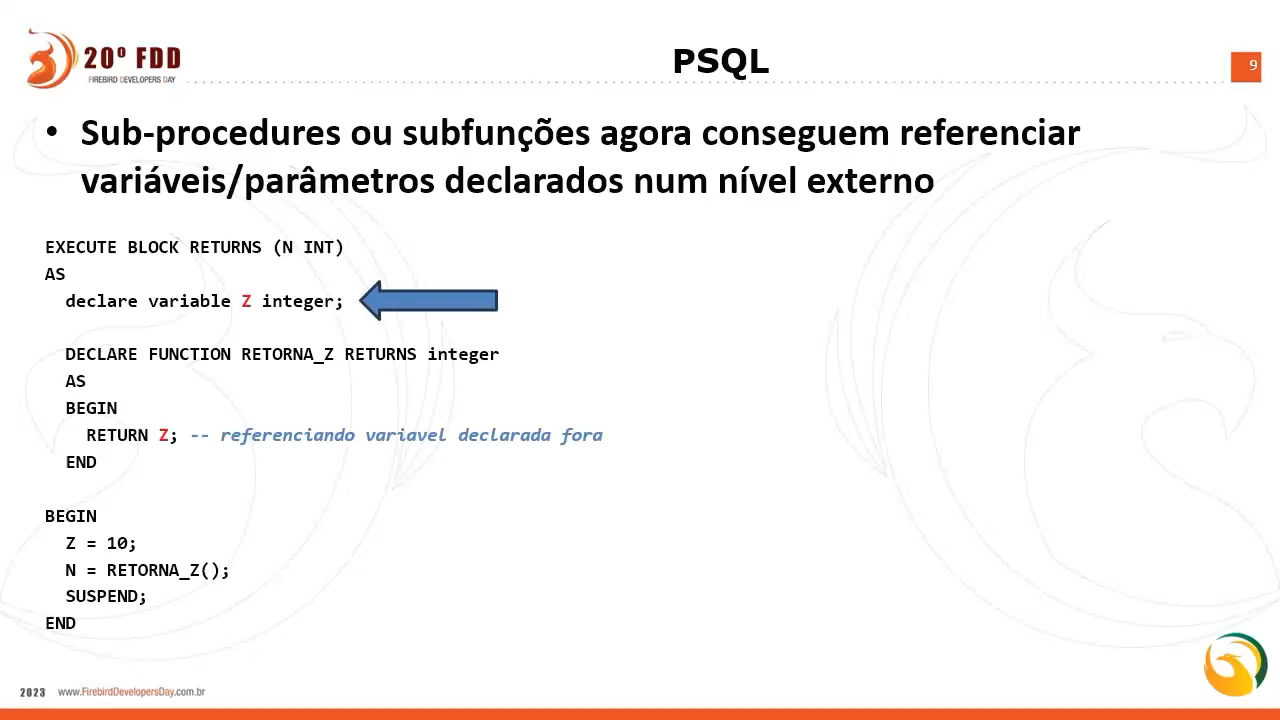 20º FDD
FIREBIRD DEVELOPERS DAY
PSQL
9
• Sub-procedures ou subfunções agora conseguem referenciar
variáveis/parâmetros declarados num nível externo
EXECUTE BLOCK RETURNS (N INT)
AS
declare variable Z integer;
DECLARE FUNCTION RETORNA_Z RETURNS integer
AS
BEGIN
RETURN Z; -- referenciando variavel declarada fora
END
BEGIN
Z = 10;
N = RETORNA_Z();
SUSPEND;
END
2023 www.FirebirdDevelopersDay.com.br